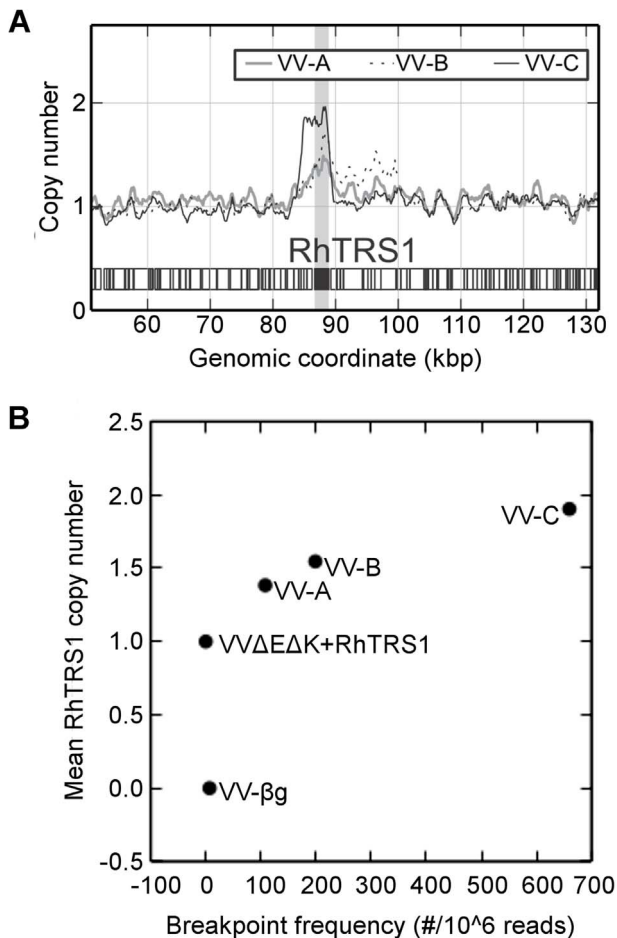 A
VV-A VV-B VV-C
Copy number
2
1
0
RhTRS1
60 70 80 90 100 110 120 130
Genomic coordinate (kbp)
B
Mean RhTRS1 copy number
2.5
2.0
1.5
1.0
0.5
0.0
-0.5
VV-C
VV-B
VV-A
VVΔEΔK+RhTRS1
VV-βg
-100 0 100 200 300 400 500 600 700
Breakpoint frequency (#/10^6 reads)